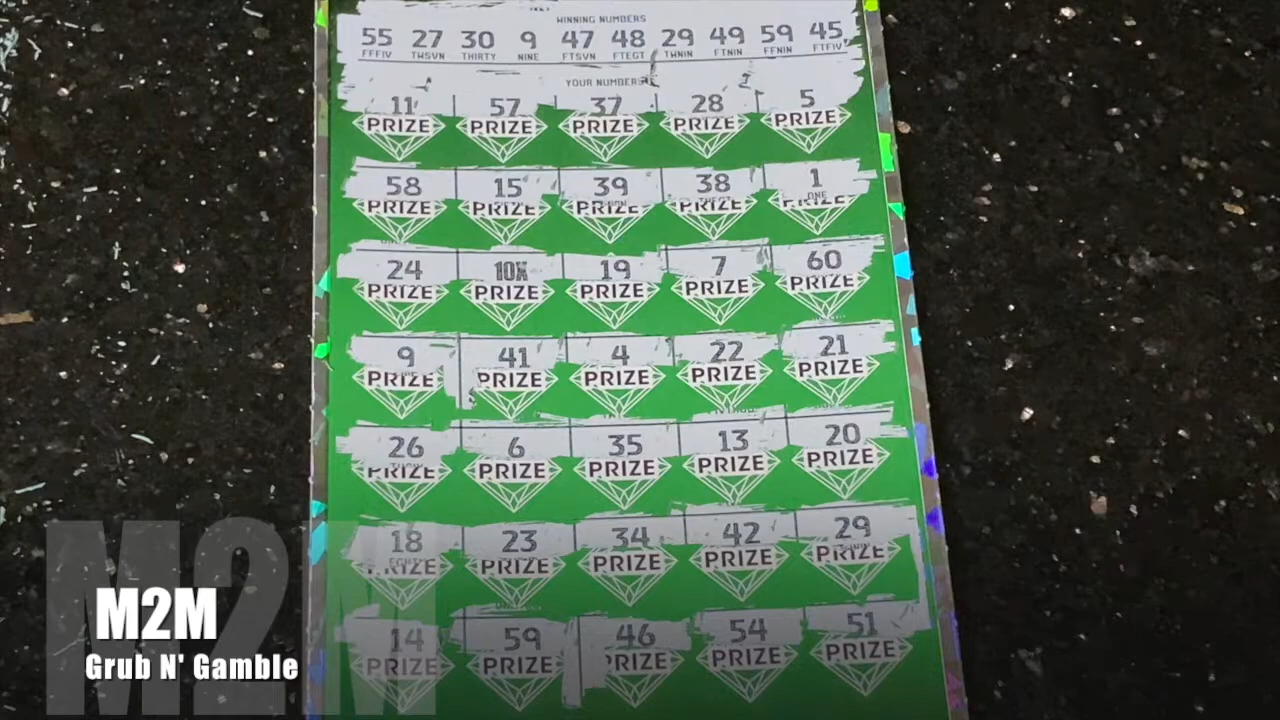 WINNING NUMBERS
55 27 30 9 47 48 29 49 59 45
FFFIV TWSVN THIRTY NINE FTSVN FTEGT TWNIN FTNIN FFNIN FTFIV
YOUR NUMBERS
11 57 37 28 5
PRIZE PRIZE PRIZE PRIZE PRIZE
58 15 39 38 1
ONE
PRIZE PRIZE PRIZE PRIZE PRIZE
24 10X 19 7 60
PRIZE PRIZE PRIZE PRIZE PRIZE
9 41 4 22 21
PRIZE PRIZE PRIZE PRIZE PRIZE
26 6 35 13 20
PRIZE PRIZE PRIZE PRIZE PRIZE
18 23 34 42 29
PRIZE PRIZE PRIZE PRIZE PRIZE
14 59 46 54 51
PRIZE PRIZE PRIZE PRIZE PRIZE
M2M
M2M
Grub N' Gamble